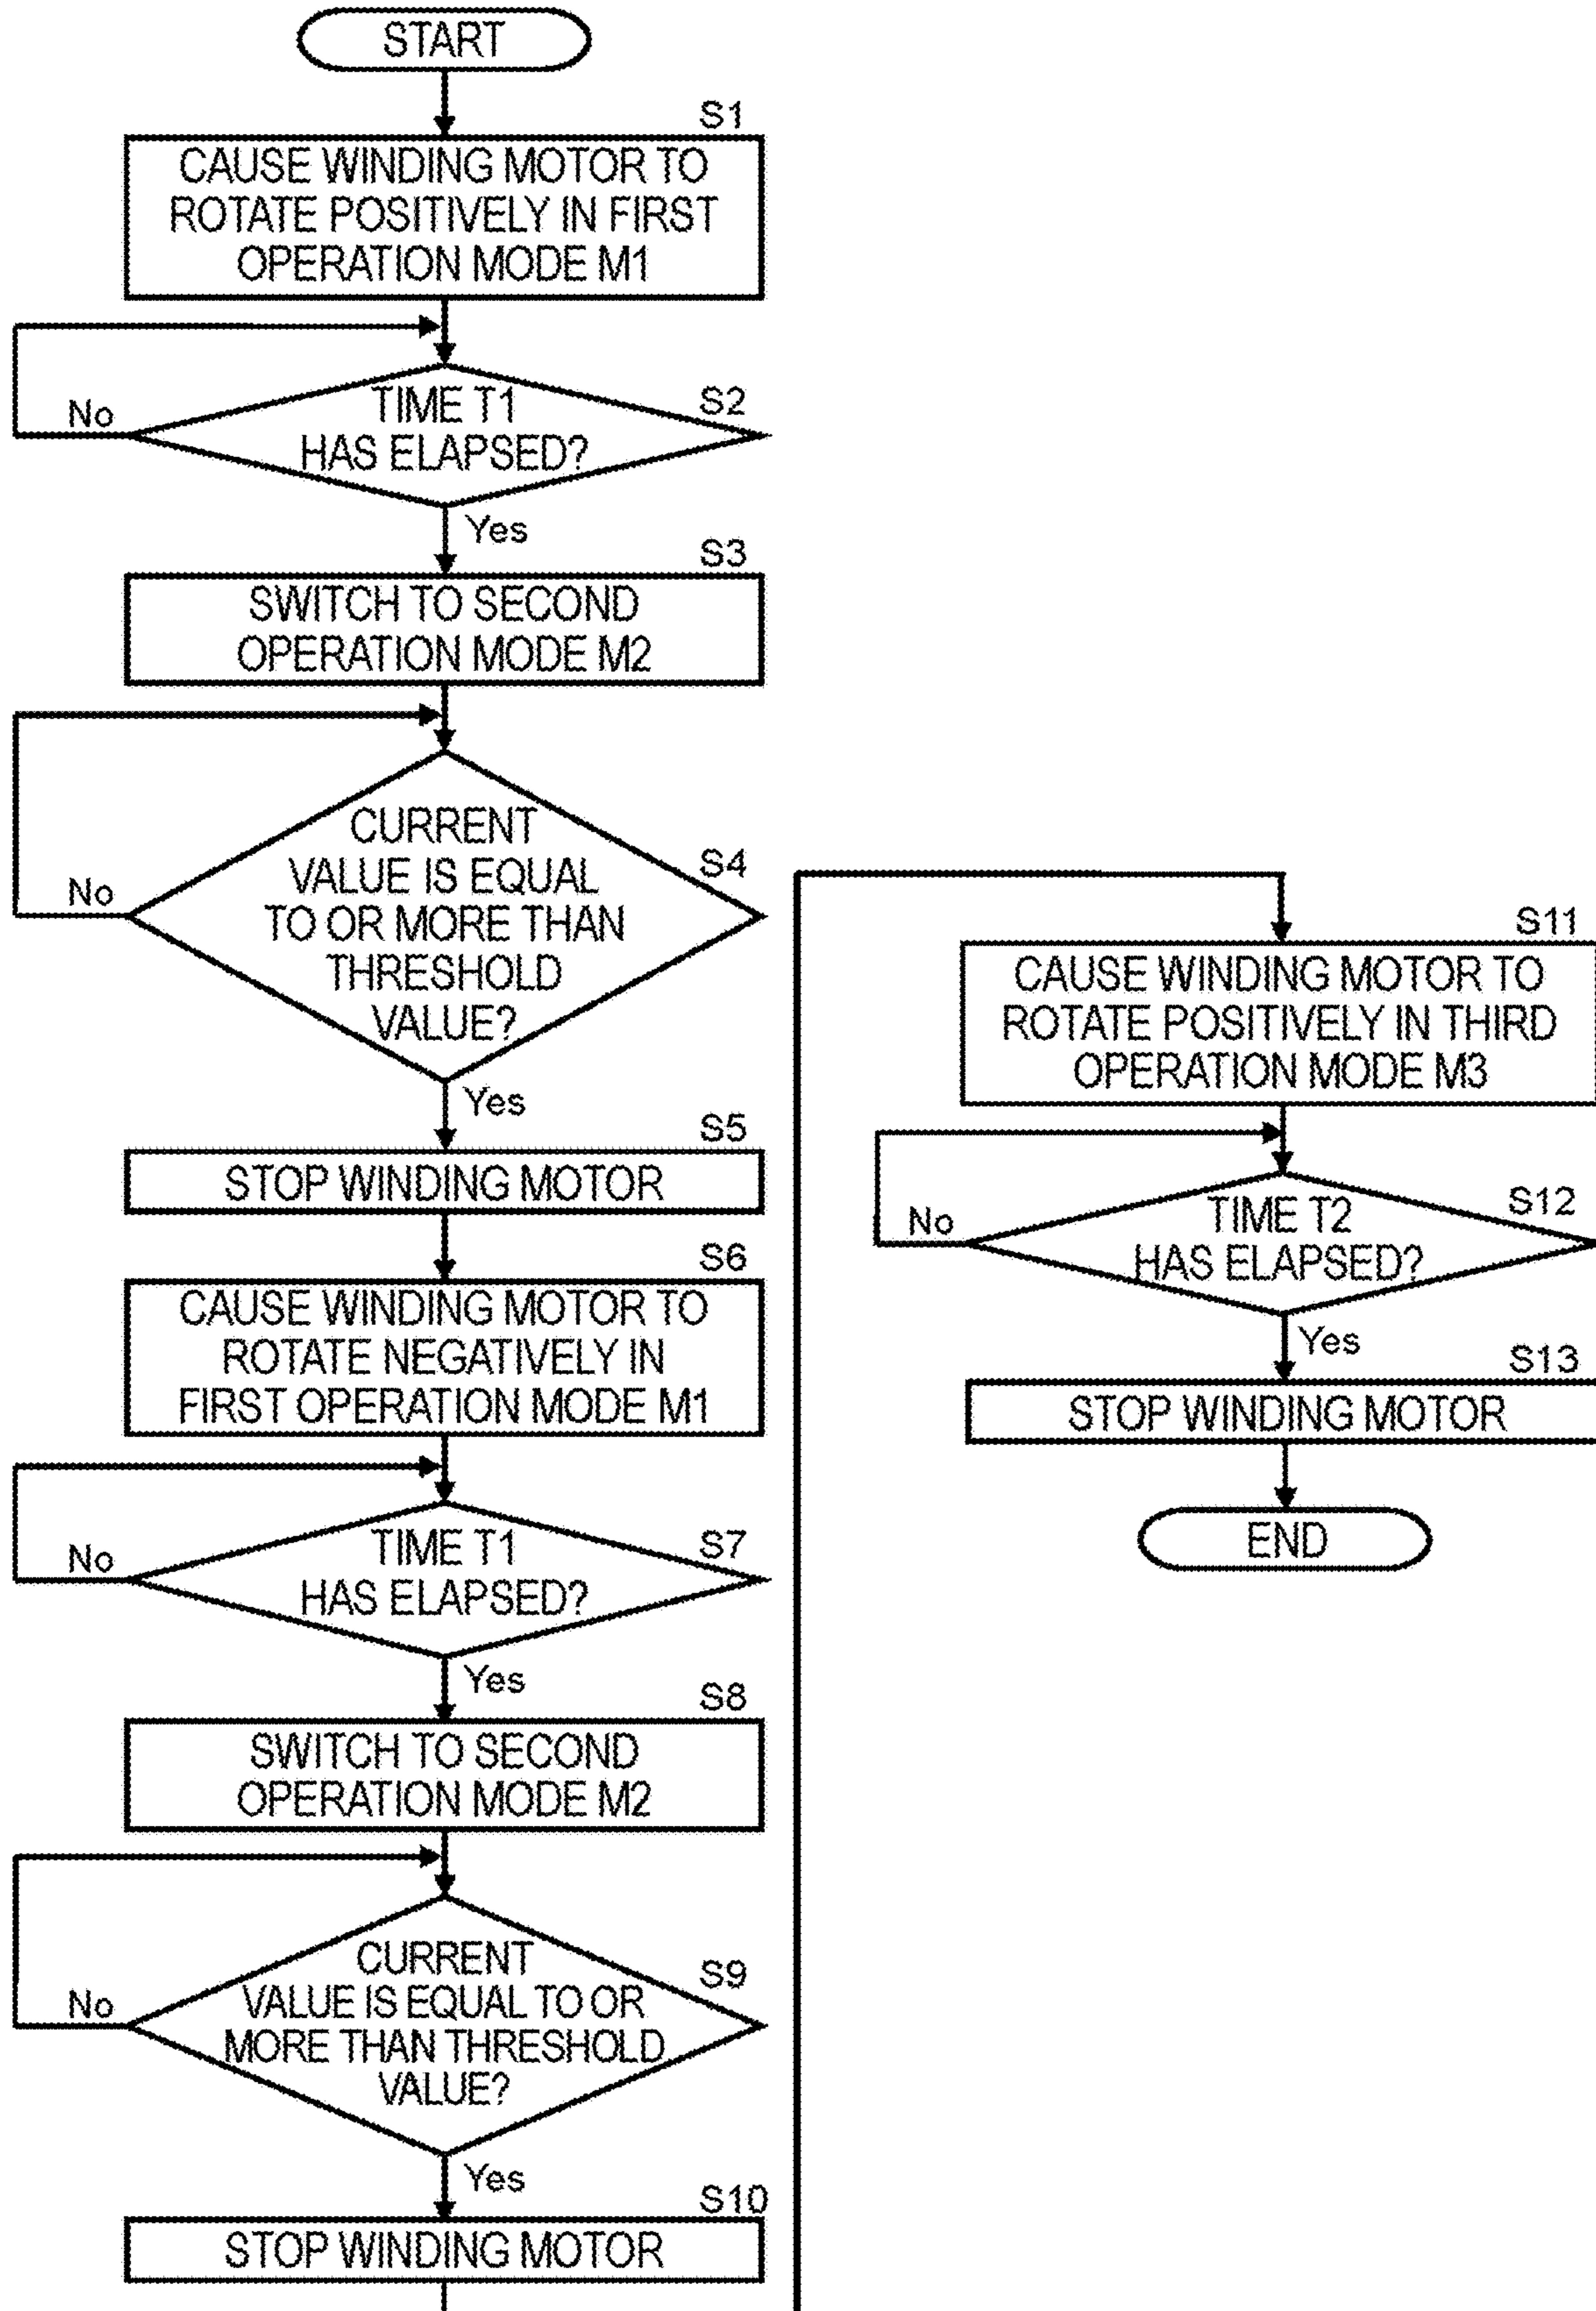 START
S1
CAUSE WINDING MOTOR TO
ROTATE POSITIVELY IN FIRST
OPERATION MODE M1
S2
TIME T1
HAS ELAPSED?
No
Yes
S3
SWITCH TO SECOND
OPERATION MODE M2
S4
CURRENT
VALUE IS EQUAL
TO OR MORE THAN
THRESHOLD
VALUE?
No
Yes
S5
STOP WINDING MOTOR
S6
CAUSE WINDING MOTOR TO
ROTATE NEGATIVELY IN
FIRST OPERATION MODE M1
S7
TIME T1
HAS ELAPSED?
No
Yes
S8
SWITCH TO SECOND
OPERATION MODE M2
S9
CURRENT
VALUE IS EQUAL TO OR
MORE THAN THRESHOLD
VALUE?
No
Yes
S10
STOP WINDING MOTOR
S11
CAUSE WINDING MOTOR TO
ROTATE POSITIVELY IN THIRD
OPERATION MODE M3
S12
TIME T2
HAS ELAPSED?
No
Yes
S13
STOP WINDING MOTOR
END